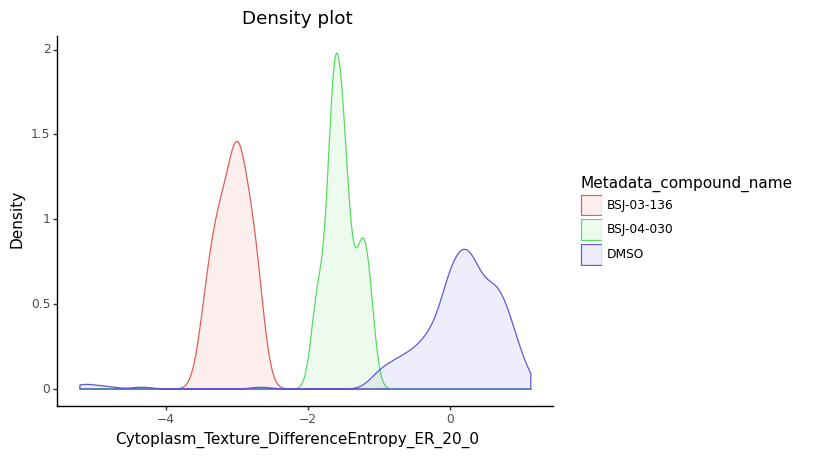 Density plot
2
1.5
1
0.5
0
Density
−4
−2
0
Cytoplasm_Texture_DifferenceEntropy_ER_20_0
Metadata_compound_name
BSJ-03-136
BSJ-04-030
DMSO